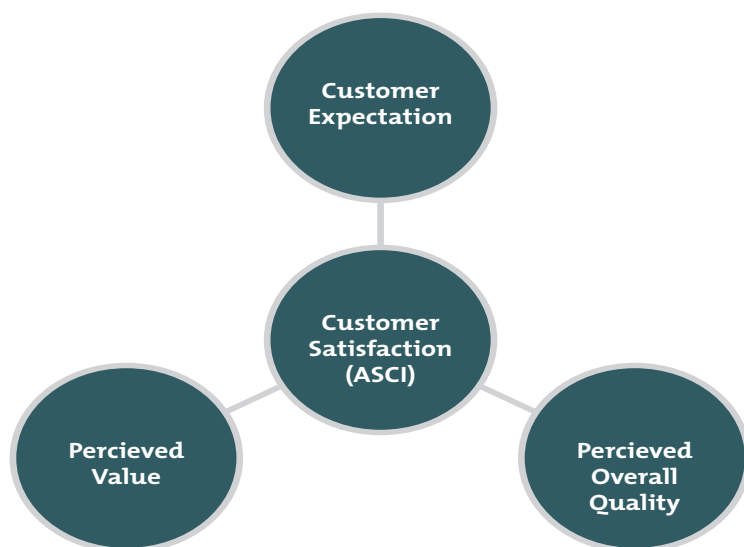 Customer
Expectation
Customer
Satisfaction
(ASCI)
Percieved
Value
Percieved
Overall
Quality